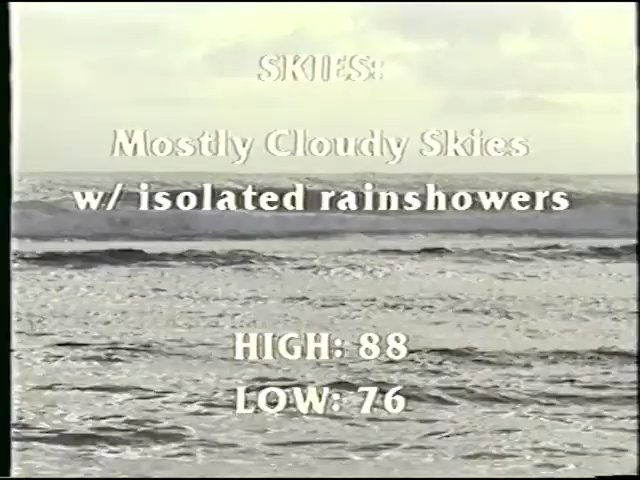 SKIES:
Mostly Cloudy Skies
w/ isolated rainshowers
HIGH: 88
LOW: 76